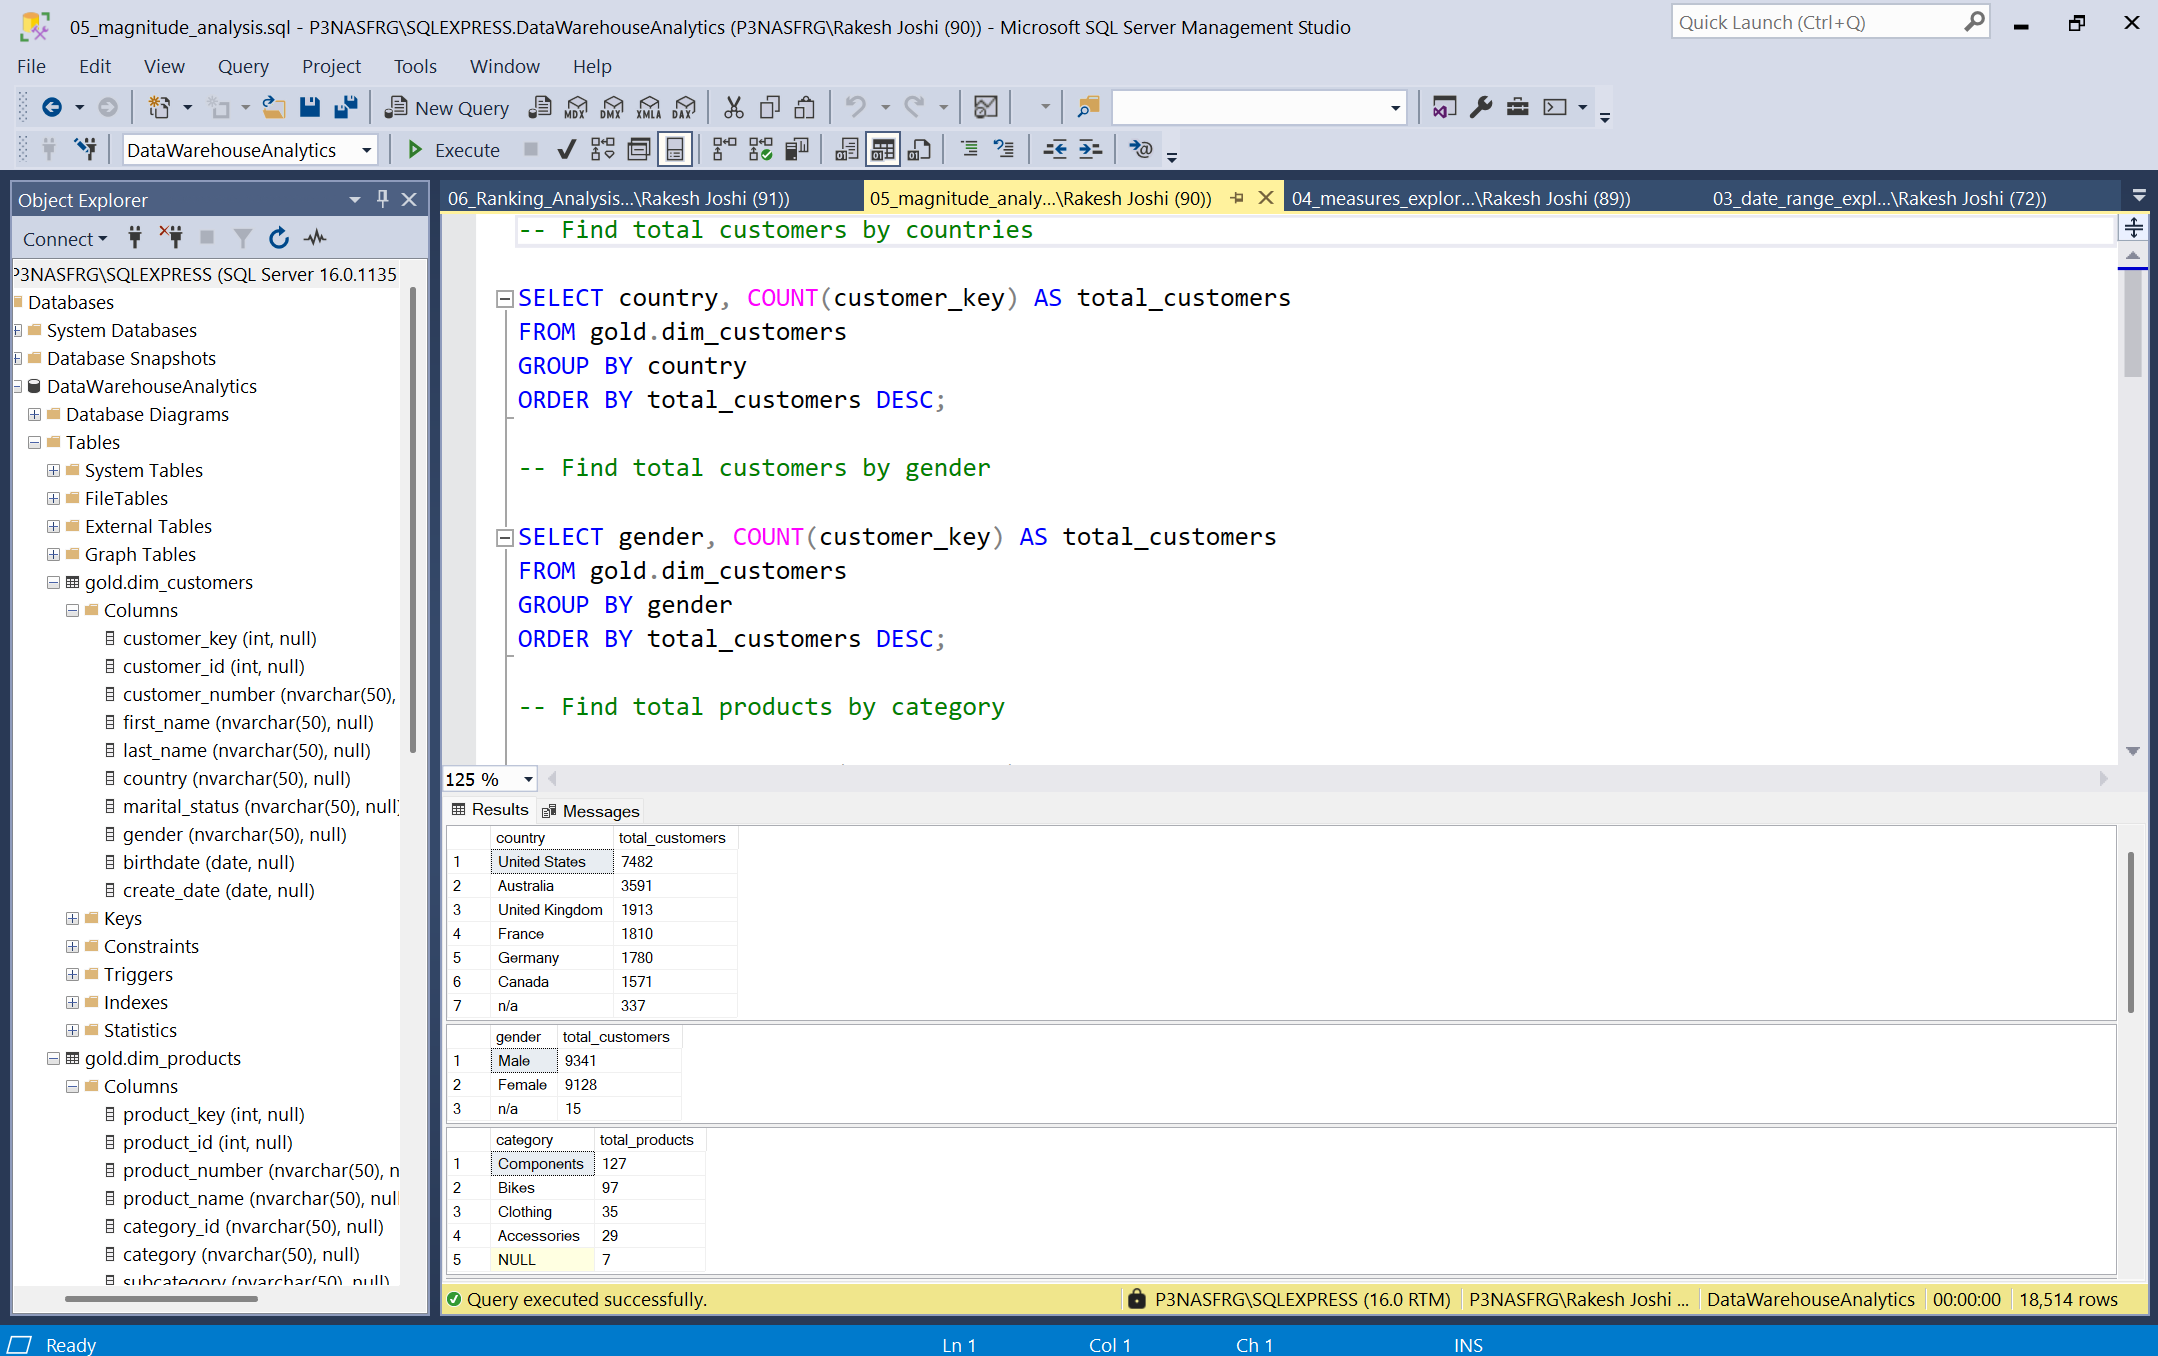 05_magnitude_analysis.sql - P3NASFRG\SQLEXPRESS.DataWarehouseAnalytics (P3NASFRG\Rakesh Joshi (90)) - Microsoft SQL Server Management Studio
Quick Launch (Ctrl+Q)
File Edit View Query Project Tools Window Help
New Query MDX DMX XMLA DAX
DataWarehouseAnalytics Execute
Object Explorer
Connect
P3NASFRG\SQLEXPRESS (SQL Server 16.0.1135
Databases
System Databases
Database Snapshots
DataWarehouseAnalytics
Database Diagrams
Tables
System Tables
FileTables
External Tables
Graph Tables
gold.dim_customers
Columns
customer_key (int, null)
customer_id (int, null)
customer_number (nvarchar(50),
first_name (nvarchar(50), null)
last_name (nvarchar(50), null)
country (nvarchar(50), null)
marital_status (nvarchar(50), null)
gender (nvarchar(50), null)
birthdate (date, null)
create_date (date, null)
Keys
Constraints
Triggers
Indexes
Statistics
gold.dim_products
Columns
product_key (int, null)
product_id (int, null)
product_number (nvarchar(50), n
product_name (nvarchar(50), null
category_id (nvarchar(50), null)
category (nvarchar(50), null)
subcategory (nvarchar(50), null)
06_Ranking_Analysis...\Rakesh Joshi (91)) 05_magnitude_analy...\Rakesh Joshi (90)) 04_measures_explor...\Rakesh Joshi (89)) 03_date_range_expl...\Rakesh Joshi (72))
-- Find total customers by countries
SELECT country, COUNT(customer_key) AS total_customers
FROM gold.dim_customers
GROUP BY country
ORDER BY total_customers DESC;
-- Find total customers by gender
SELECT gender, COUNT(customer_key) AS total_customers
FROM gold.dim_customers
GROUP BY gender
ORDER BY total_customers DESC;
-- Find total products by category
125 %
Results Messages
country total_customers
1 United States 7482
2 Australia 3591
3 United Kingdom 1913
4 France 1810
5 Germany 1780
6 Canada 1571
7 n/a 337
gender total_customers
1 Male 9341
2 Female 9128
3 n/a 15
category total_products
1 Components 127
2 Bikes 97
3 Clothing 35
4 Accessories 29
5 NULL 7
Query executed successfully. P3NASFRG\SQLEXPRESS (16.0 RTM) P3NASFRG\Rakesh Joshi ... DataWarehouseAnalytics 00:00:00 18,514 rows
Ready Ln 1 Col 1 Ch 1 INS